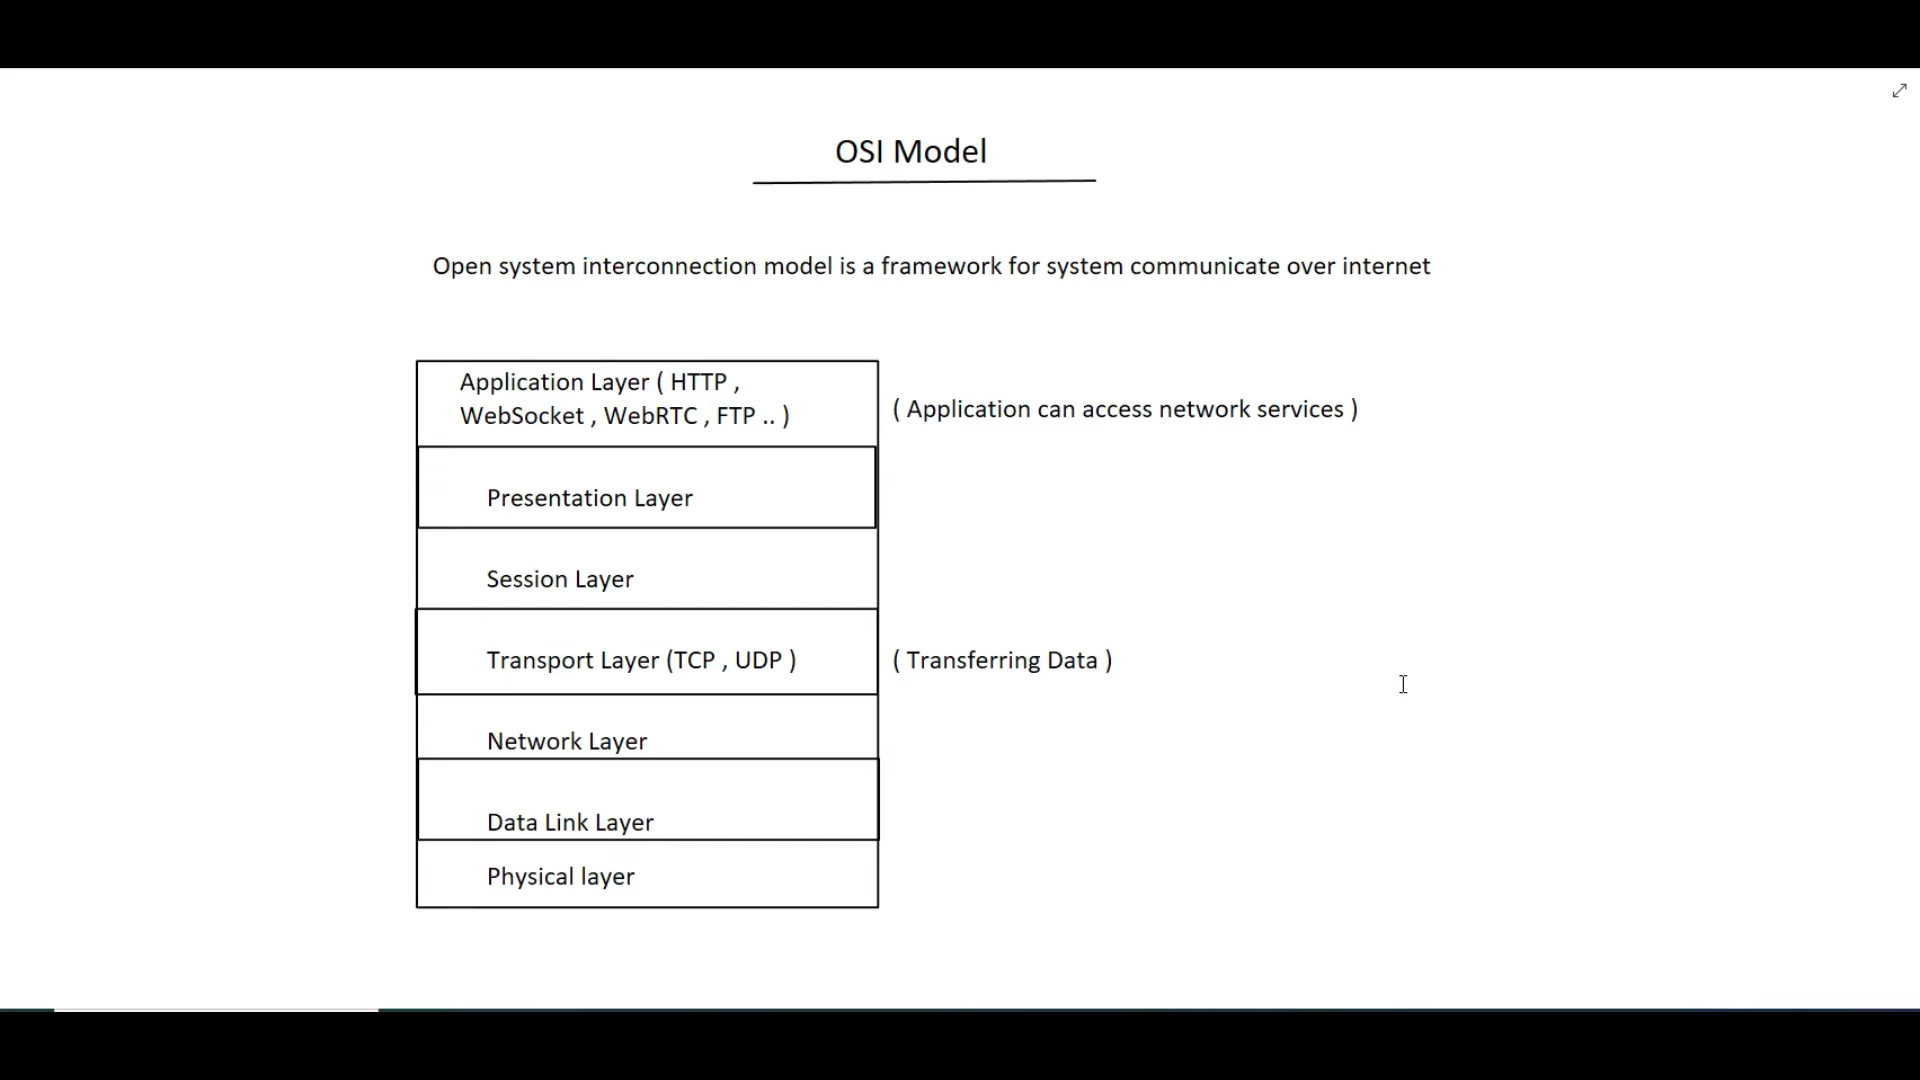 OSI Model
Open system interconnection model is a framework for system communicate over internet
Application Layer ( HTTP ,
WebSocket , WebRTC , FTP .. )
( Application can access network services )
Presentation Layer
Session Layer
Transport Layer (TCP , UDP )
( Transferring Data )
Network Layer
Data Link Layer
Physical layer